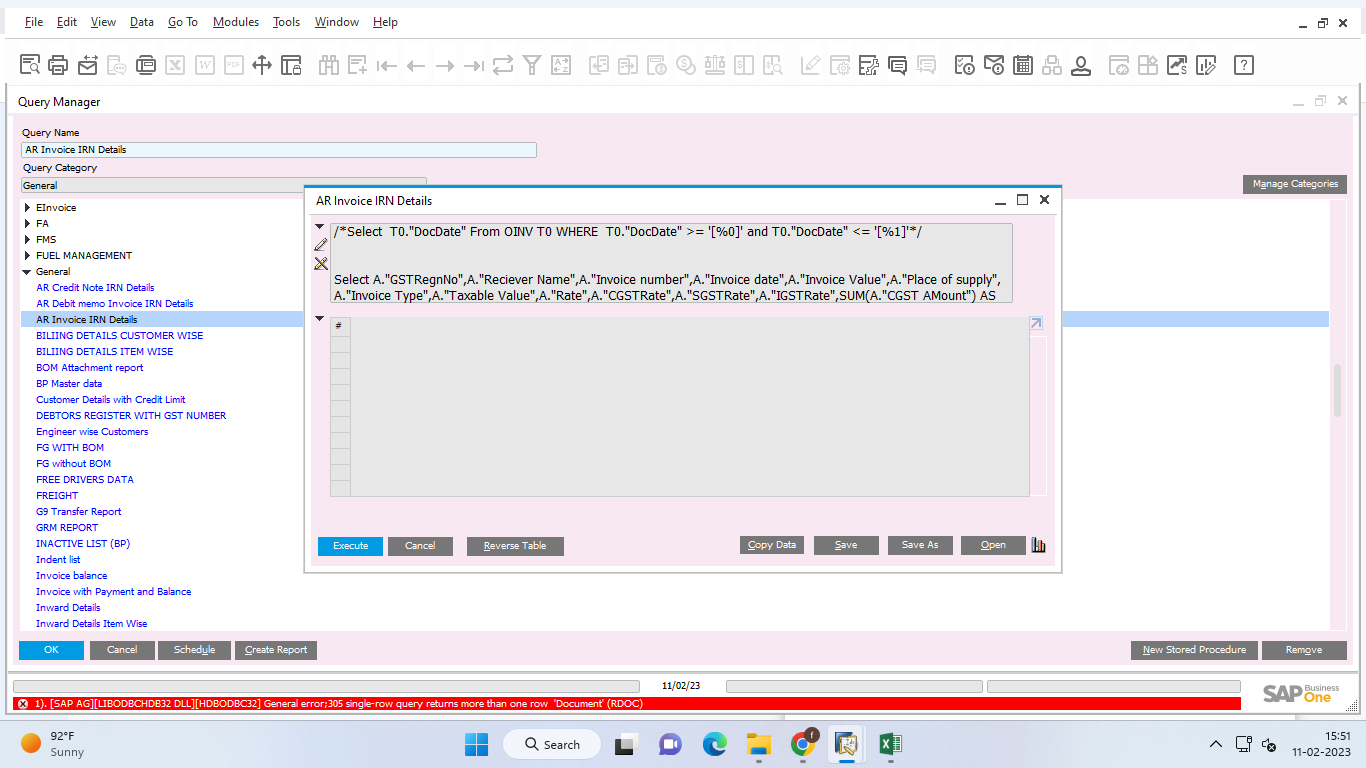 File Edit View Data Go To Modules Tools Window Help
Query Manager
Query Name
AR Invoice IRN Details
Query Category
General
Manage Categories
EInvoice
FA
FMS
FUEL MANAGEMENT
General
AR Credit Note IRN Details
AR Debit memo Invoice IRN Details
AR Invoice IRN Details
BILIING DETAILS CUSTOMER WISE
BILIING DETAILS ITEM WISE
BOM Attachment report
BP Master data
Customer Details with Credit Limit
DEBTORS REGISTER WITH GST NUMBER
Engineer wise Customers
FG WITH BOM
FG without BOM
FREE DRIVERS DATA
FREIGHT
G9 Transfer Report
GRM REPORT
INACTIVE LIST (BP)
Indent list
Invoice balance
Invoice with Payment and Balance
Inward Details
Inward Details Item Wise
AR Invoice IRN Details
/*Select T0."DocDate" From OINV T0 WHERE T0."DocDate" >= '[%0]' and T0."DocDate" <= '[%1]'*/
Select A."GSTRegnNo",A."Reciever Name",A."Invoice number",A."Invoice date",A."Invoice Value",A."Place of supply",
A."Invoice Type",A."Taxable Value",A."Rate",A."CGSTRate",A."SGSTRate",A."IGSTRate",SUM(A."CGST AMount") AS
#
Execute Cancel Reverse Table Copy Data Save Save As Open
OK Cancel Schedule Create Report New Stored Procedure Remove
11/02/23
SAP Business One
1). [SAP AG][LIBODBCHDB32 DLL][HDBODBC32] General error;305 single-row query returns more than one row 'Document' (RDOC)
92°F
Sunny
Search
f
15:51
11-02-2023